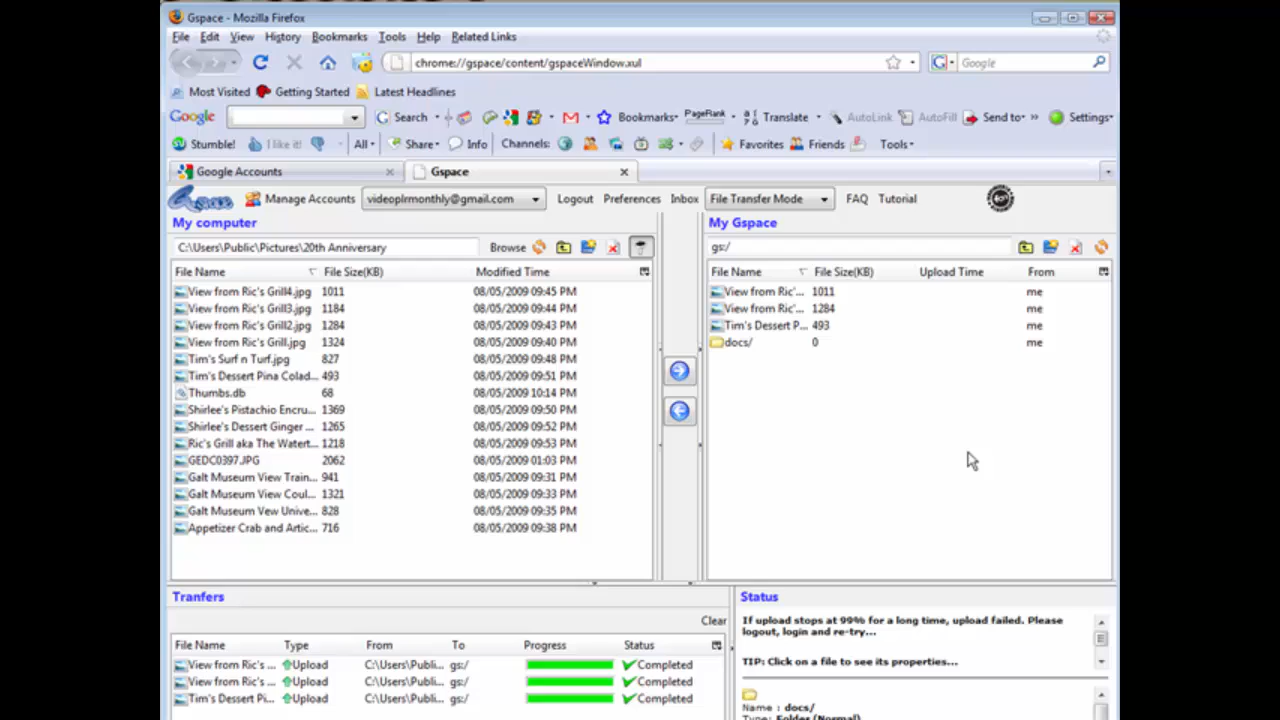 Gspace - Mozilla Firefox
File Edit View History Bookmarks Tools Help Related Links
chrome://gspace/content/gspaceWindow.xul
Google
Most Visited Getting Started Latest Headlines
Google Search Bookmarks PageRank Translate AutoLink AutoFill Send to Settings
Stumble! I like it! All Share Info Channels: Favorites Friends Tools
Google Accounts Gspace
Manage Accounts videoplrmonthly@gmail.com Logout Preferences Inbox File Transfer Mode FAQ Tutorial
My computer
C:\Users\Public\Pictures\20th Anniversary Browse
File Name File Size(KB) Modified Time
View from Ric's Grill4.jpg 1011 08/05/2009 09:45 PM
View from Ric's Grill3.jpg 1184 08/05/2009 09:44 PM
View from Ric's Grill2.jpg 1284 08/05/2009 09:43 PM
View from Ric's Grill.jpg 1324 08/05/2009 09:40 PM
Tim's Surf n Turf.jpg 827 08/05/2009 09:48 PM
Tim's Dessert Pina Colad... 493 08/05/2009 09:51 PM
Thumbs.db 68 08/05/2009 10:14 PM
Shirlee's Pistachio Encru... 1369 08/05/2009 09:50 PM
Shirlee's Dessert Ginger ... 1265 08/05/2009 09:52 PM
Ric's Grill aka The Watert... 1218 08/05/2009 09:53 PM
GEDC0397.JPG 2062 08/05/2009 01:03 PM
Galt Museum View Train... 941 08/05/2009 09:31 PM
Galt Museum View Coul... 1321 08/05/2009 09:33 PM
Galt Museum Vew Unive... 828 08/05/2009 09:35 PM
Appetizer Crab and Artic... 716 08/05/2009 09:38 PM
My Gspace
gs:/
File Name File Size(KB) Upload Time From
View from Ric'... 1011 me
View from Ric'... 1284 me
Tim's Dessert P... 493 me
docs/ 0 me
Tranfers
Clear
File Name Type From To Progress Status
View from Ric's ... Upload C:\Users\Publi... gs:/ Completed
View from Ric's ... Upload C:\Users\Publi... gs:/ Completed
Tim's Dessert Pi... Upload C:\Users\Publi... gs:/ Completed
Status
If upload stops at 99% for a long time, upload failed. Please
logout, login and re-try...
TIP: Click on a file to see its properties...
Name : docs/
Type: Folder (Normal)